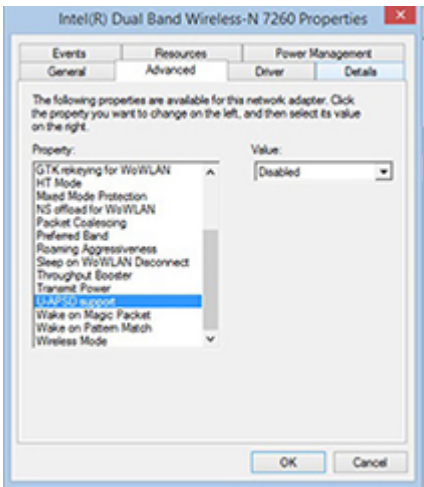 Intel(R) Dual Band Wireless-N 7260 Properties
Events Resources Power Management
General Advanced Driver Details
The following properties are available for this network adapter. Click
the property you want to change on the left, and then select its value
on the right.
Property: Value:
GTK rekeying for WoWLAN Disabled
HT Mode
Mixed Mode Protection
NS offload for WoWLAN
Packet Coalescing
Preferred Band
Roaming Aggressiveness
Sleep on WoWLAN Disconnect
Throughput Booster
Transmit Power
U-APSD support
Wake on Magic Packet
Wake on Pattern Match
Wireless Mode
OK Cancel